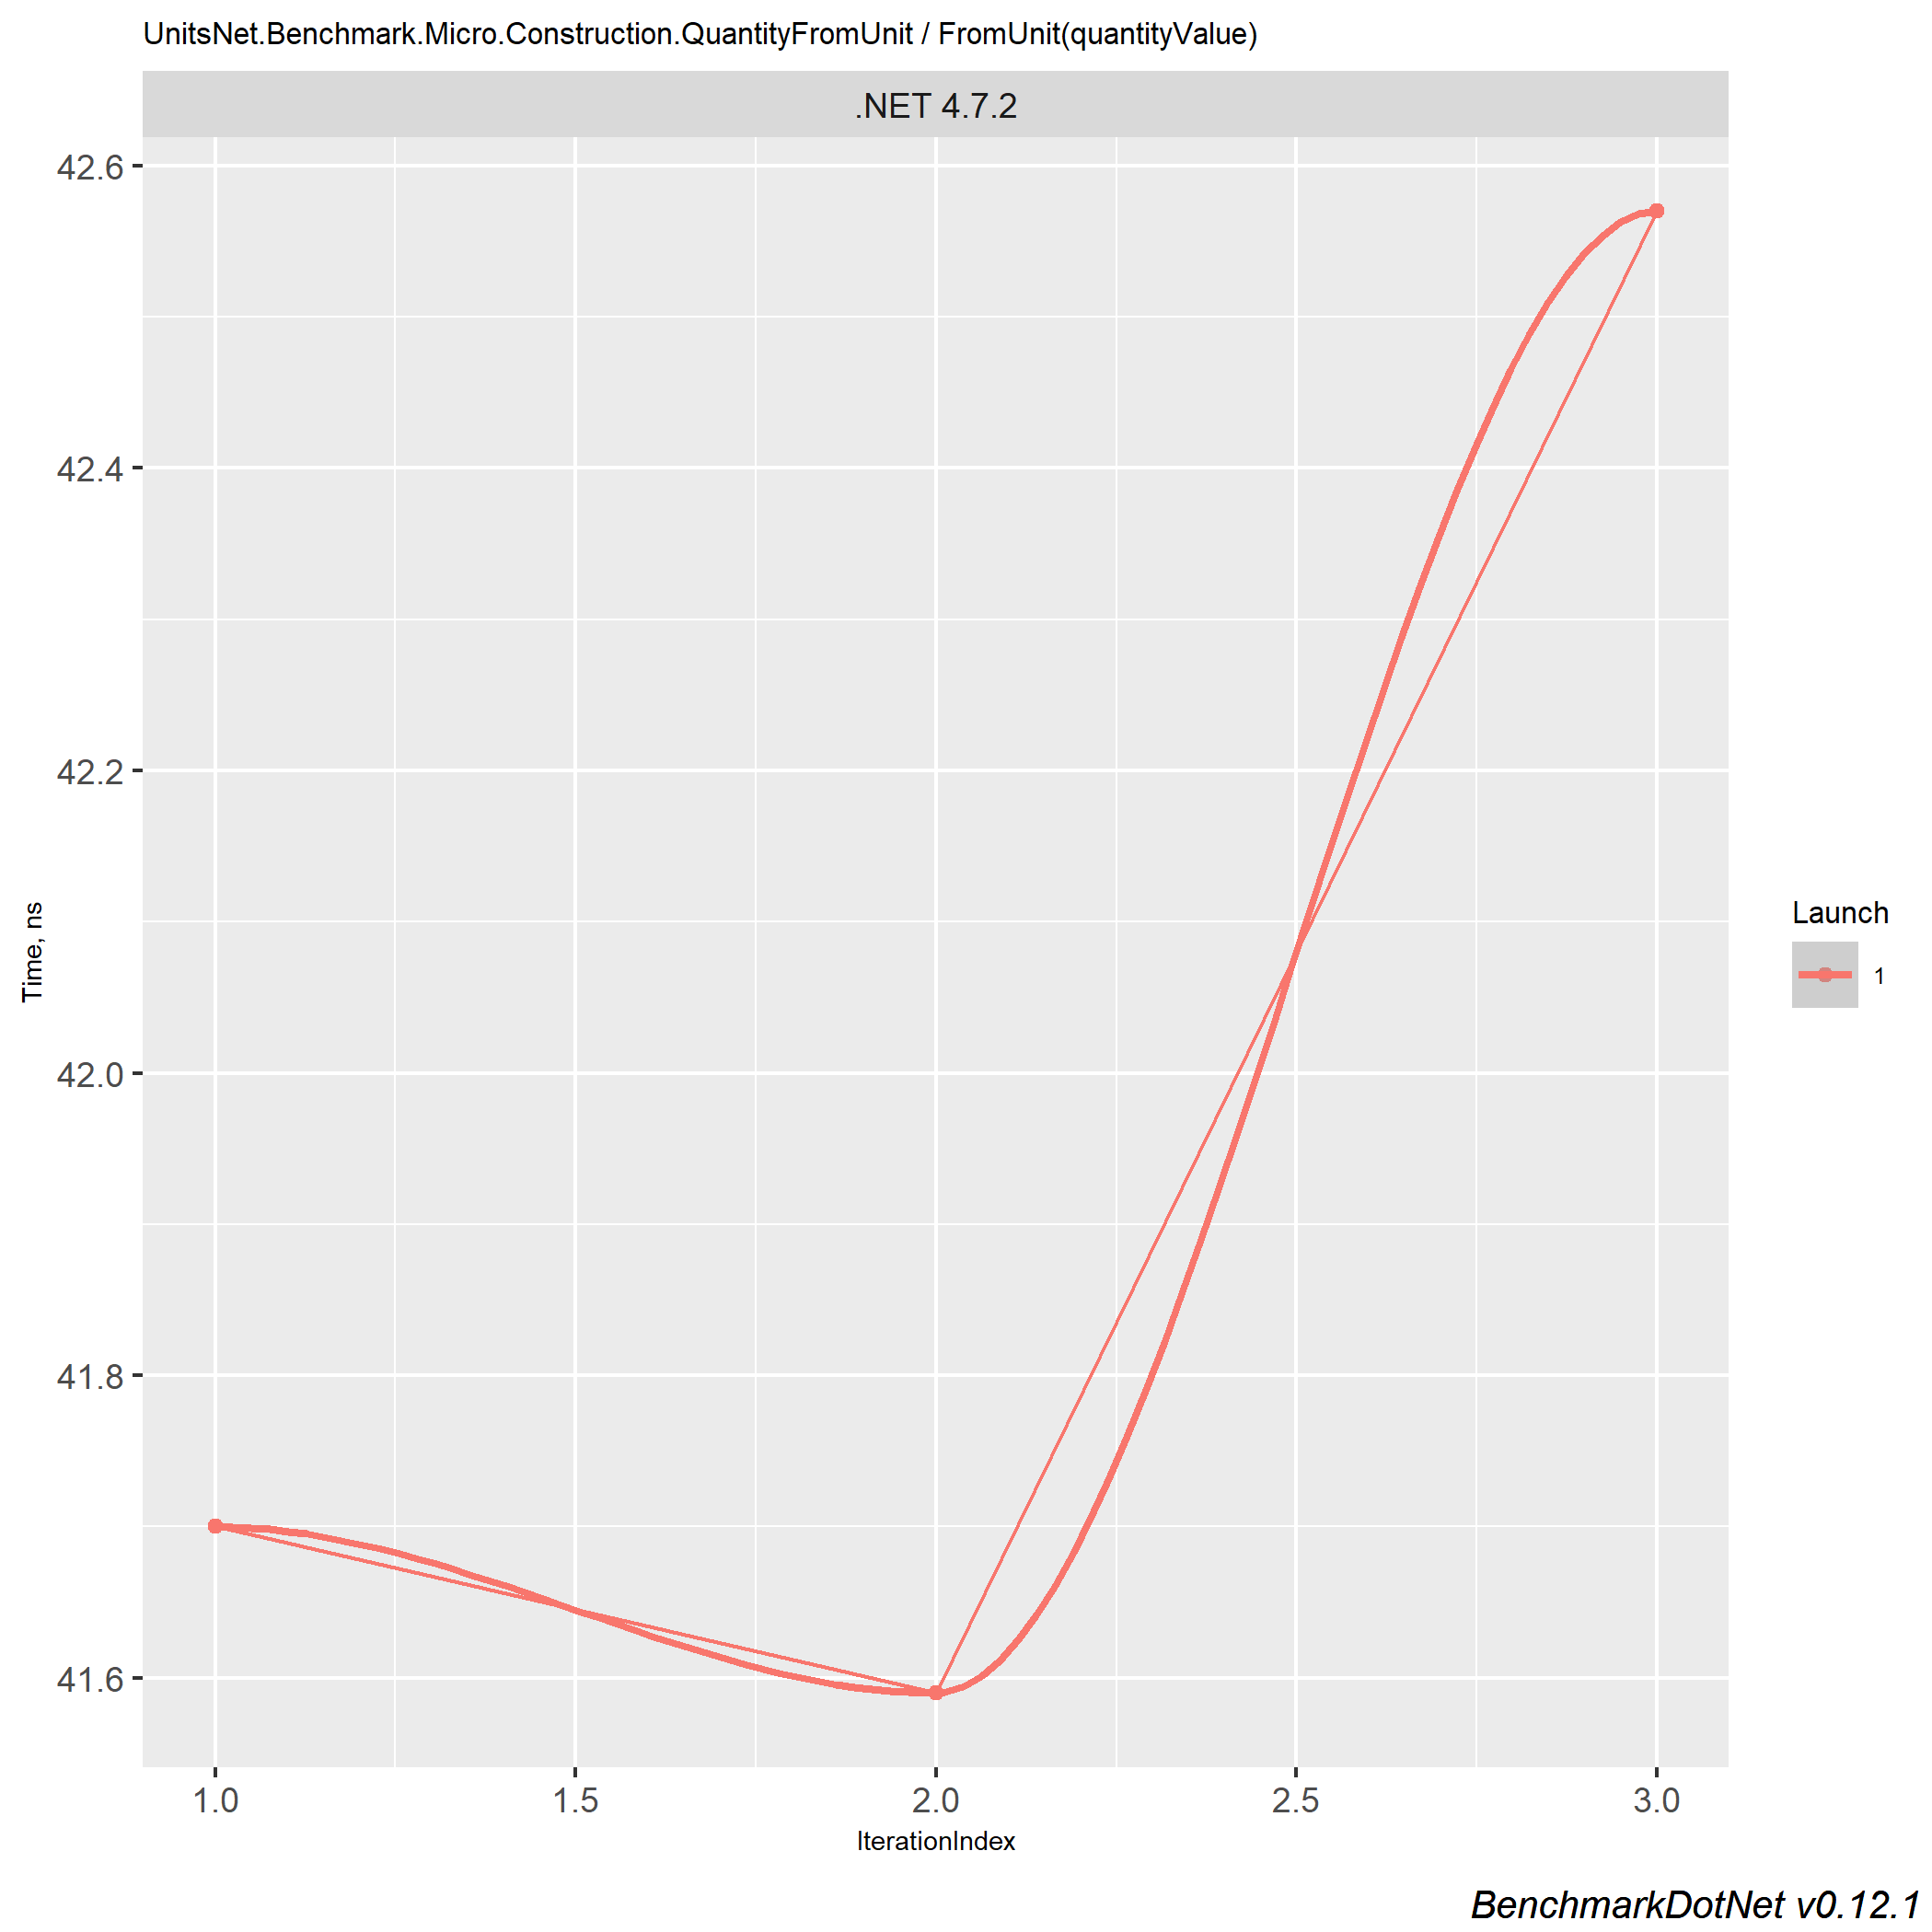 UnitsNet.Benchmark.Micro.Construction.QuantityFromUnit / FromUnit(quantityValue)
.NET 4.7.2
42.6
42.4
42.2
42.0
41.8
41.6
Time, ns
1.0 1.5 2.0 2.5 3.0
IterationIndex
Launch
1
BenchmarkDotNet v0.12.1